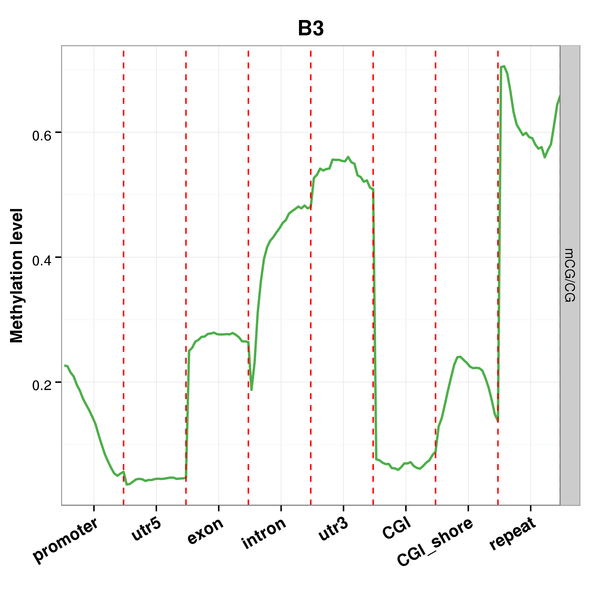 B3
Methylation level
0.6
0.4
0.2
mCG/CG
promoter
utr5
exon
intron
utr3
CGI
CGI_shore
repeat